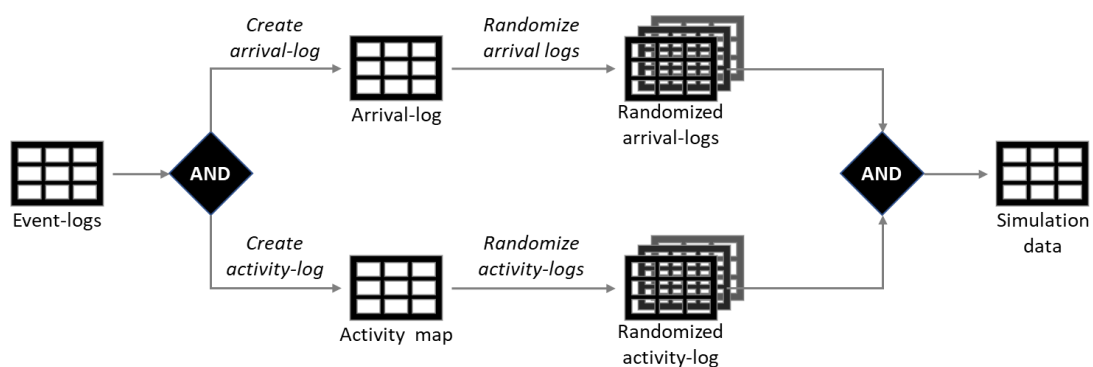 Create
arrival-log
Randomize
arrival logs
Arrival-log
Randomized
arrival-logs
AND
AND
Event-logs
Simulation
data
Create
activity-log
Randomize
activity-logs
Activity map
Randomized
activity-log